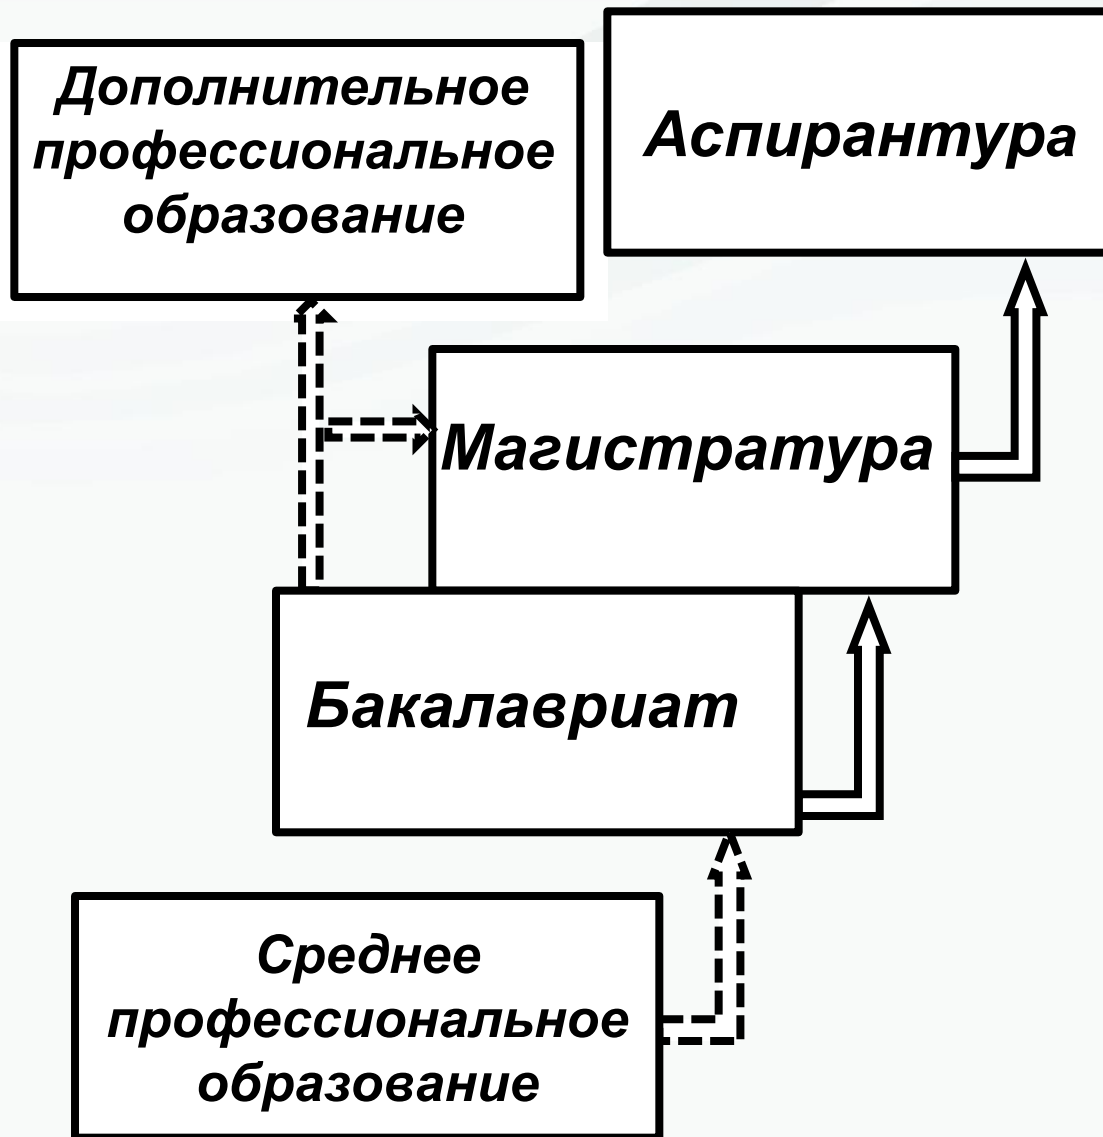 Дополнительное
профессиональное
образование
Аспирантура
Магистратура
Бакалавриат
Среднее
профессиональное
образование